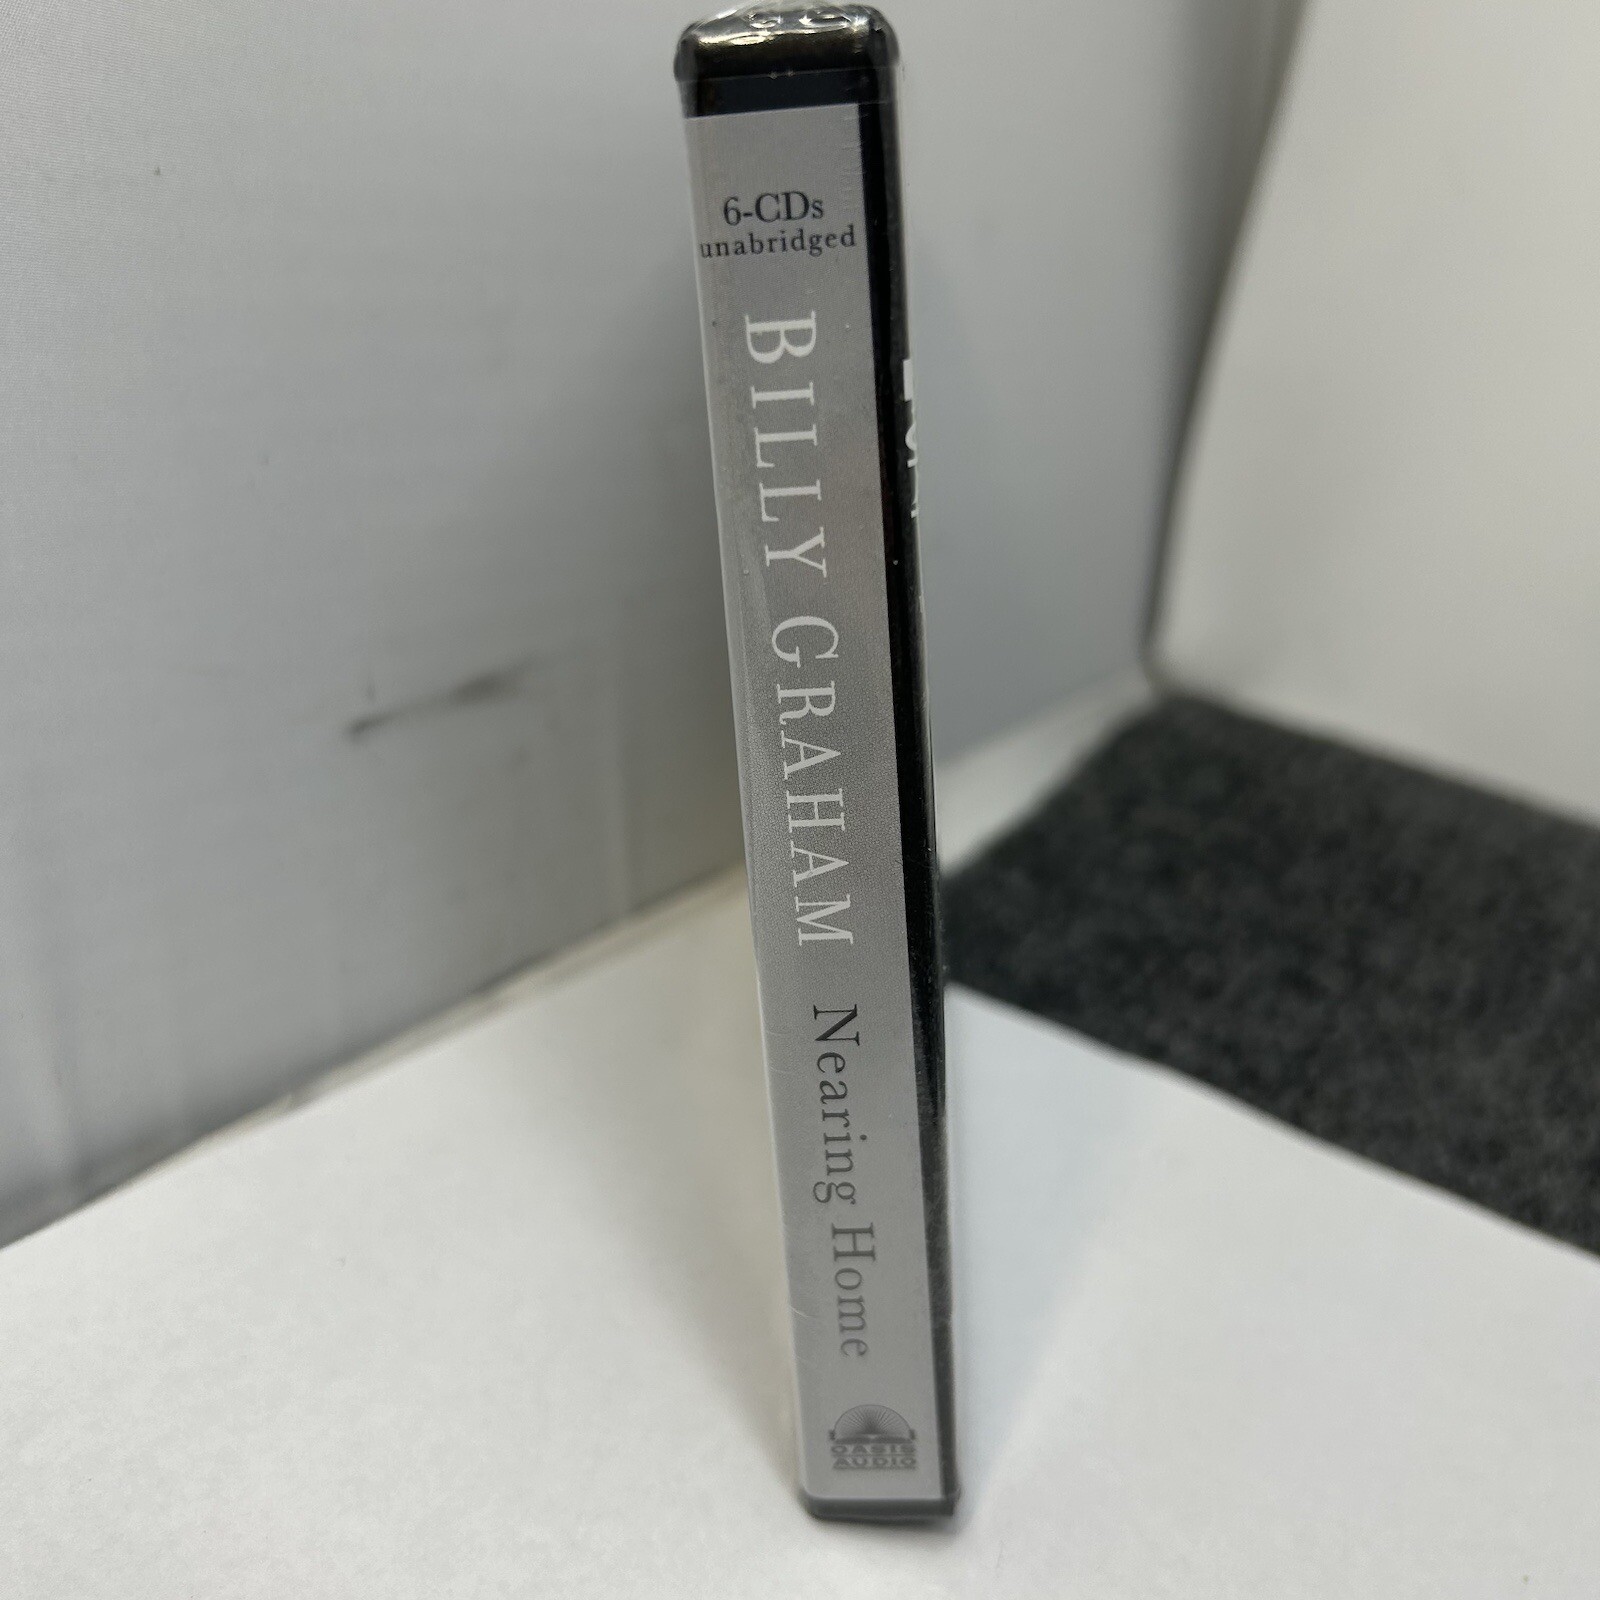 6-CDs
unabridged
BILLY GRAHAM Nearing Home
OASIS
AUDIO